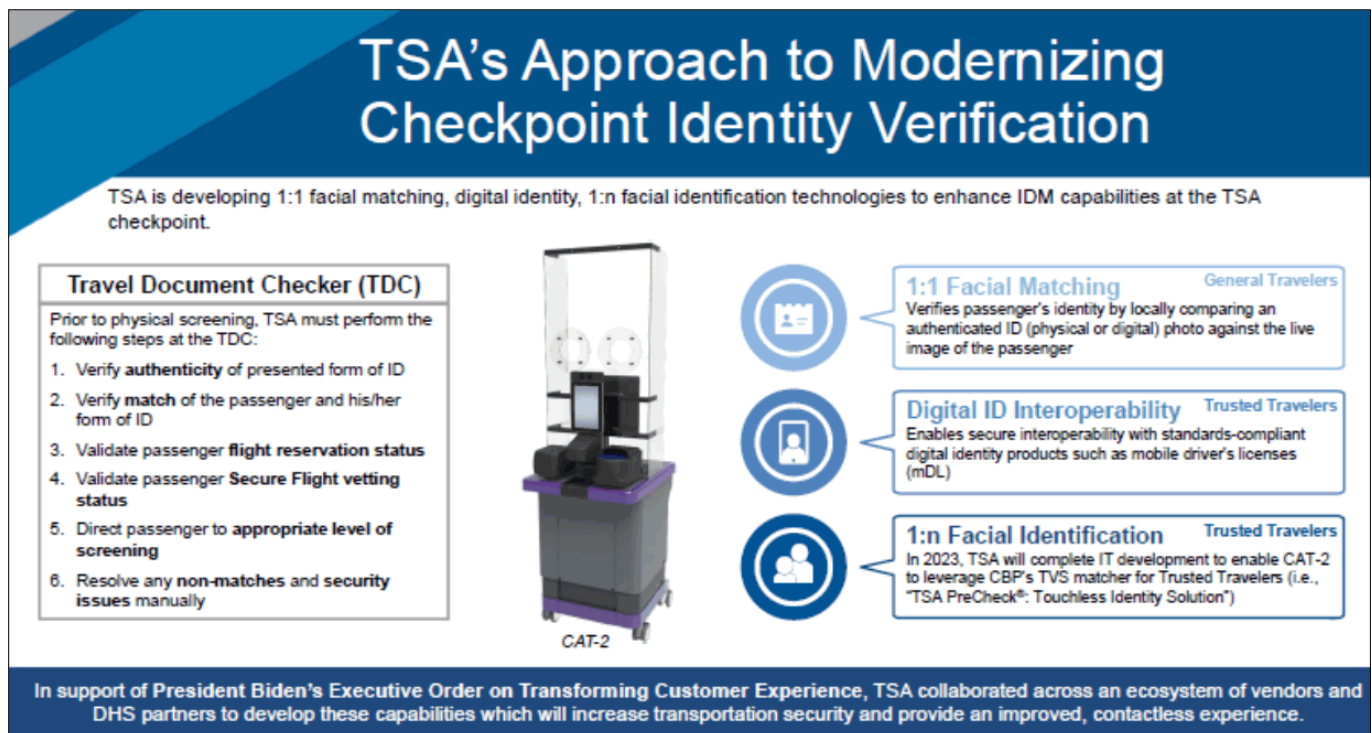 TSA's Approach to Modernizing
Checkpoint Identity Verification
TSA is developing 1:1 facial matching, digital identity, 1:n facial identification technologies to enhance IDM capabilities at the TSA
checkpoint.
Travel Document Checker (TDC)
Prior to physical screening, TSA must perform the
following steps at the TDC:
1. Verify authenticity of presented form of ID
2. Verify match of the passenger and his/her
form of ID
3. Validate passenger flight reservation status
4. Validate passenger Secure Flight vetting
status
5. Direct passenger to appropriate level of
screening
6. Resolve any non-matches and security
issues manually
CAT-2
1:1 Facial Matching General Travelers
Verifies passenger's identity by locally comparing an
authenticated ID (physical or digital) photo against the live
image of the passenger
Digital ID Interoperability Trusted Travelers
Enables secure interoperability with standards-compliant
digital identity products such as mobile driver's licenses
(mDL)
1:n Facial Identification Trusted Travelers
In 2023, TSA will complete IT development to enable CAT-2
to leverage CBP's TVS matcher for Trusted Travelers (i.e.,
"TSA PreCheck®: Touchless Identity Solution")
In support of President Biden's Executive Order on Transforming Customer Experience, TSA collaborated across an ecosystem of vendors and
DHS partners to develop these capabilities which will increase transportation security and provide an improved, contactless experience.